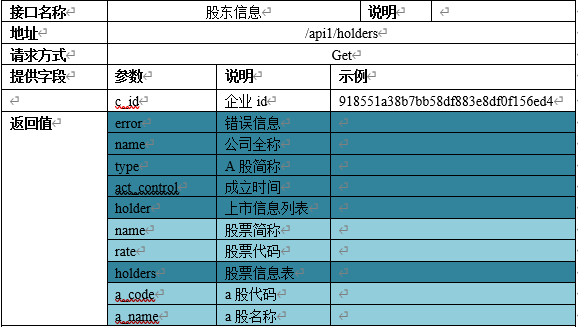 接口名称 股东信息 说明
地址 /api1/holders
请求方式 Get
提供字段 参数 说明 示例
c_id 企业 id 918551a38b7bb58df883e8df0f156ed4
返回值 error 错误信息
name 公司全称
type A 股简称
act_control 成立时间
holder 上市信息列表
name 股票简称
rate 股票代码
holders 股票信息表
a_code a 股代码
a_name a 股名称